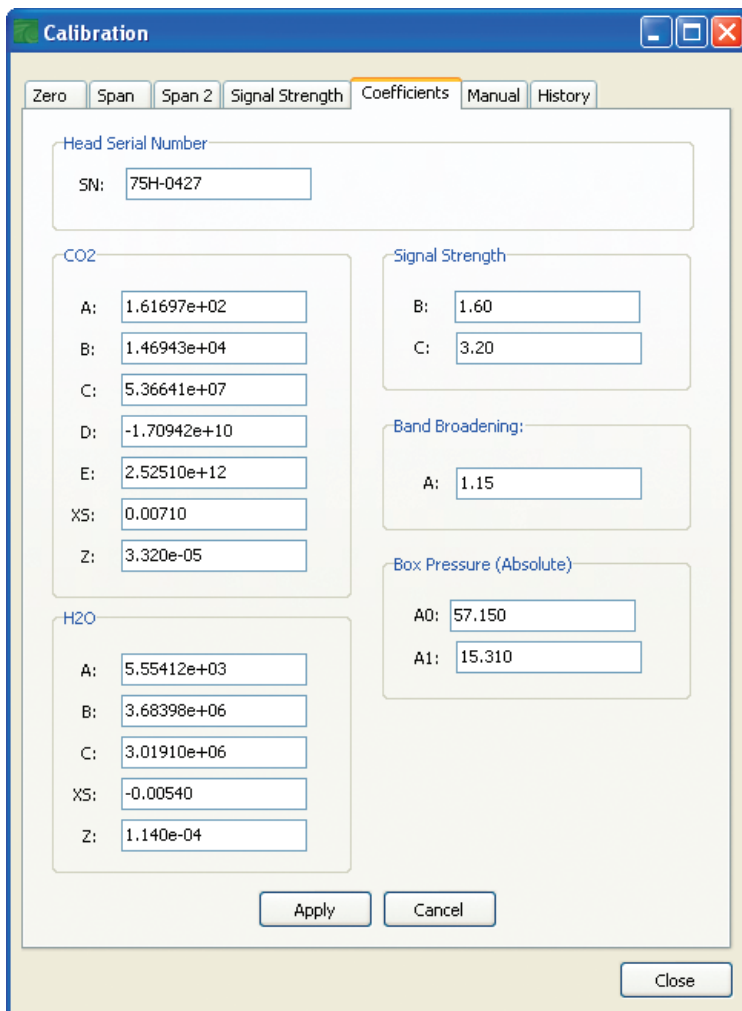 Calibration
Zero Span Span 2 Signal Strength Coefficients Manual History
Head Serial Number
SN: 75H-0427
CO2
A: 1.61697e+02
B: 1.46943e+04
C: 5.36641e+07
D: -1.70942e+10
E: 2.52510e+12
XS: 0.00710
Z: 3.320e-05
H2O
A: 5.55412e+03
B: 3.68398e+06
C: 3.01910e+06
XS: -0.00540
Z: 1.140e-04
Signal Strength
B: 1.60
C: 3.20
Band Broadening:
A: 1.15
Box Pressure (Absolute)
A0: 57.150
A1: 15.310
Apply Cancel
Close